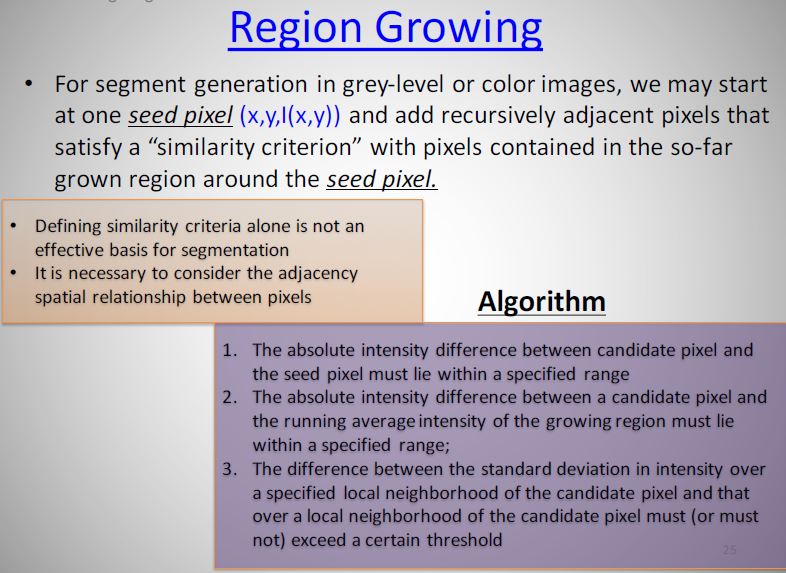 Region Growing
• For segment generation in grey-level or color images, we may start
at one seed pixel (x,y,I(x,y)) and add recursively adjacent pixels that
satisfy a “similarity criterion” with pixels contained in the so-far
grown region around the seed pixel.
• Defining similarity criteria alone is not an
effective basis for segmentation
• It is necessary to consider the adjacency
spatial relationship between pixels
Algorithm
1. The absolute intensity difference between candidate pixel and
the seed pixel must lie within a specified range
2. The absolute intensity difference between a candidate pixel and
the running average intensity of the growing region must lie
within a specified range;
3. The difference between the standard deviation in intensity over
a specified local neighborhood of the candidate pixel and that
over a local neighborhood of the candidate pixel must (or must
not) exceed a certain threshold
25